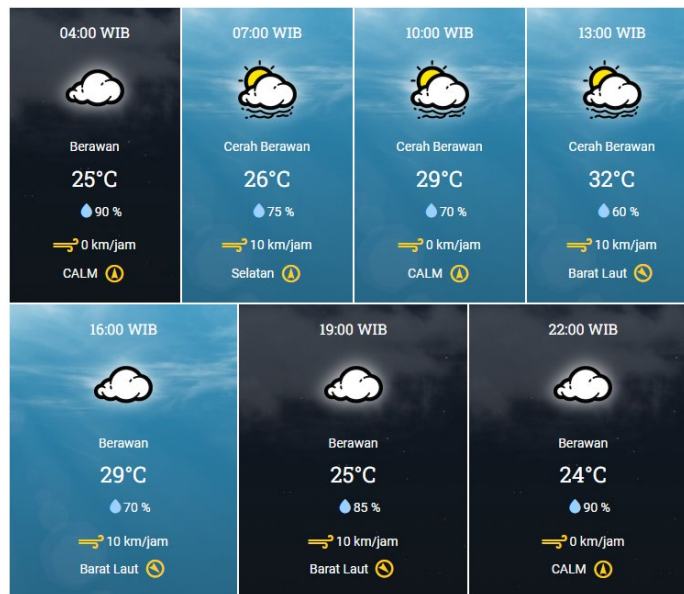 04:00 WIB
Berawan
25°C
90 %
0 km/jam
CALM
07:00 WIB
Cerah Berawan
26°C
75 %
10 km/jam
Selatan
10:00 WIB
Cerah Berawan
29°C
70 %
0 km/jam
CALM
13:00 WIB
Cerah Berawan
32°C
60 %
10 km/jam
Barat Laut
16:00 WIB
Berawan
29°C
70 %
10 km/jam
Barat Laut
19:00 WIB
Berawan
25°C
85 %
10 km/jam
Barat Laut
22:00 WIB
Berawan
24°C
90 %
0 km/jam
CALM